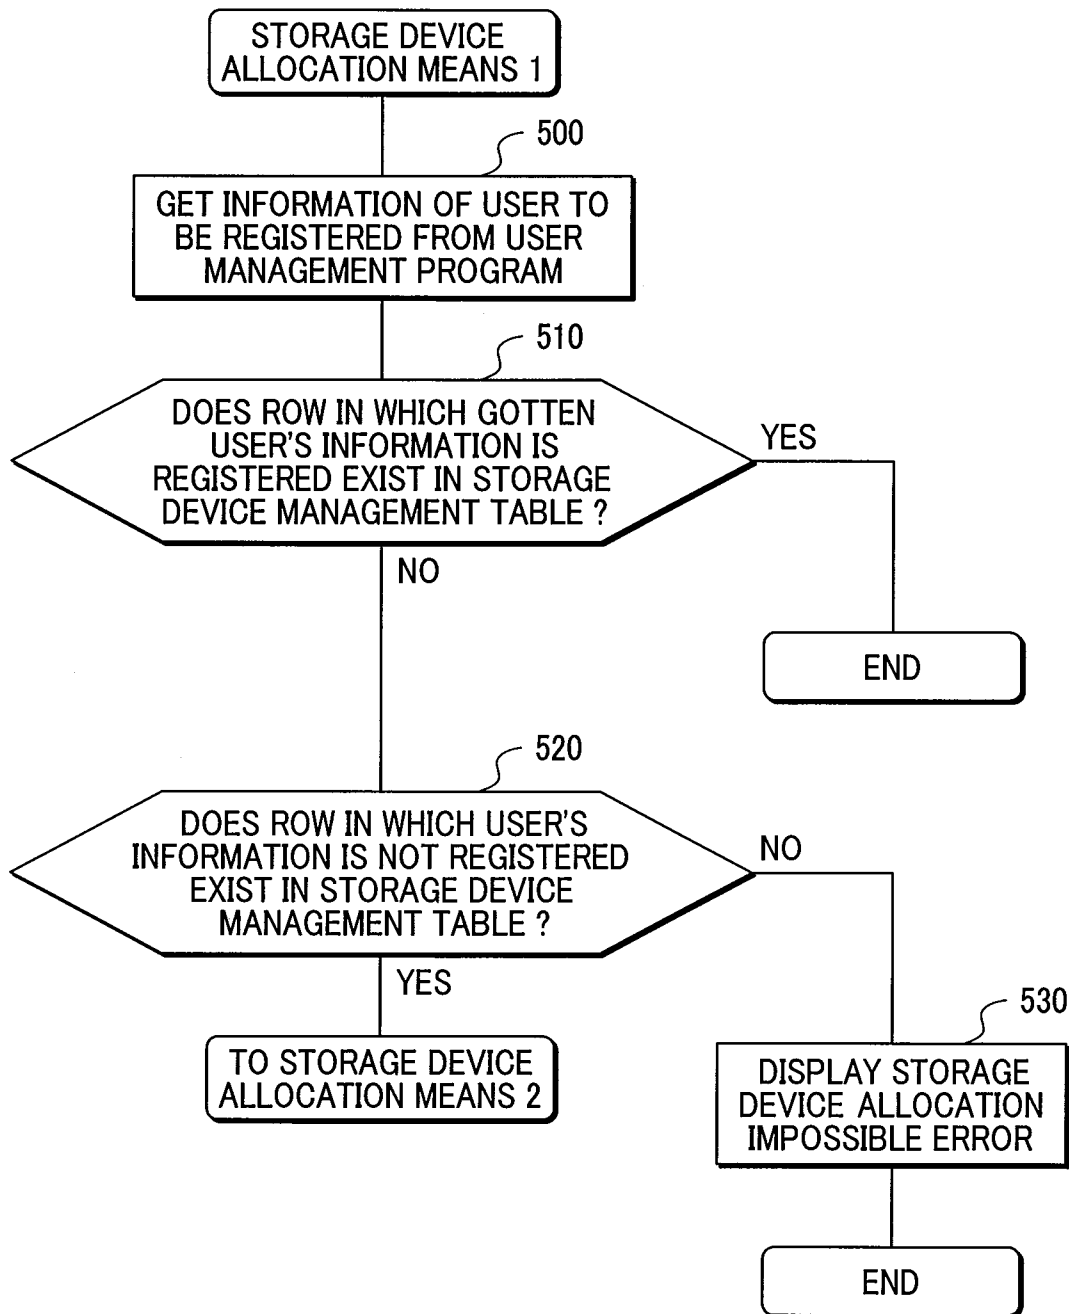 STORAGE DEVICE
ALLOCATION MEANS 1
500
GET INFORMATION OF USER TO
BE REGISTERED FROM USER
MANAGEMENT PROGRAM
510
DOES ROW IN WHICH GOTTEN
USER'S INFORMATION IS
REGISTERED EXIST IN STORAGE
DEVICE MANAGEMENT TABLE ?
YES
NO
END
520
DOES ROW IN WHICH USER'S
INFORMATION IS NOT REGISTERED
EXIST IN STORAGE DEVICE
MANAGEMENT TABLE ?
NO
YES
TO STORAGE DEVICE
ALLOCATION MEANS 2
530
DISPLAY STORAGE
DEVICE ALLOCATION
IMPOSSIBLE ERROR
END